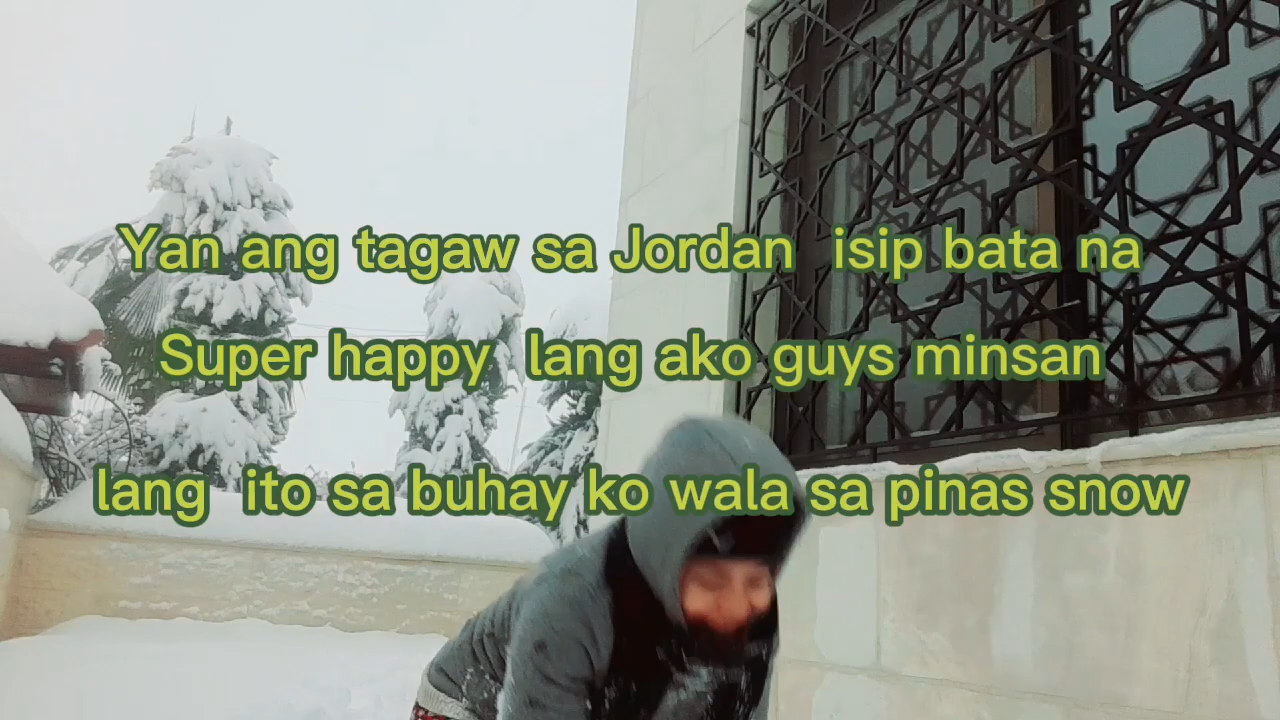 Yan ang tagaw sa Jordan isip bata na
Super happy lang ako guys minsan
lang ito sa buhay ko wala sa pinas snow